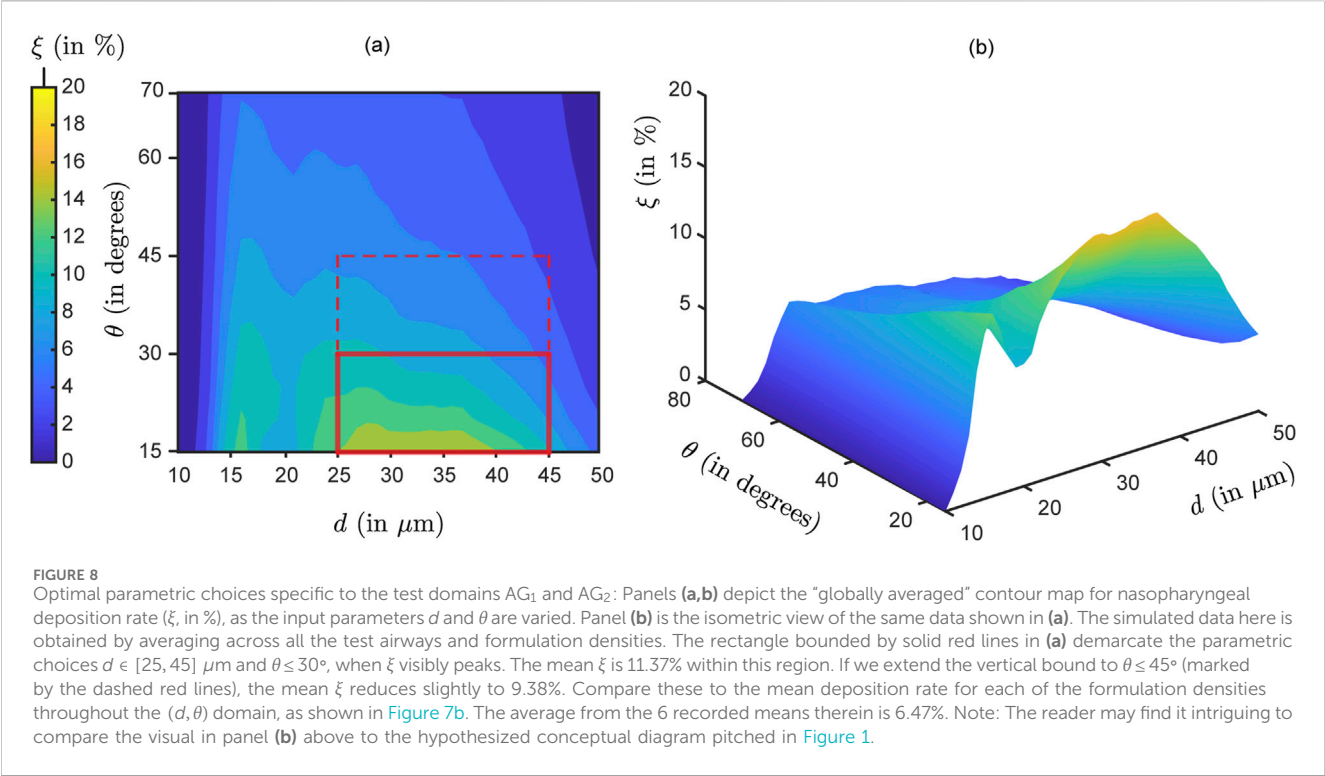 ξ (in %)
(a)
(b)
20
18
16
14
12
10
8
6
4
2
0
70
60
45
30
15
θ (in degrees)
10 15 20 25 30 35 40 45 50
d (in μm)
20
15
10
5
0
ξ (in %)
80
60
40
20
θ (in degrees)
10
20
30
40
50
d (in μm)
FIGURE 8
Optimal parametric choices specific to the test domains AG₁ and AG₂: Panels (a,b) depict the “globally averaged” contour map for nasopharyngeal
deposition rate (ξ, in %), as the input parameters d and θ are varied. Panel (b) is the isometric view of the same data shown in (a). The simulated data here is
obtained by averaging across all the test airways and formulation densities. The rectangle bounded by solid red lines in (a) demarcate the parametric
choices d ∈ [25,45] μm and θ ≤ 30°, when ξ visibly peaks. The mean ξ is 11.37% within this region. If we extend the vertical bound to θ ≤ 45° (marked
by the dashed red lines), the mean ξ reduces slightly to 9.38%. Compare these to the mean deposition rate for each of the formulation densities
throughout the (d,θ) domain, as shown in Figure 7b. The average from the 6 recorded means therein is 6.47%. Note: The reader may find it intriguing to
compare the visual in panel (b) above to the hypothesized conceptual diagram pitched in Figure 1.